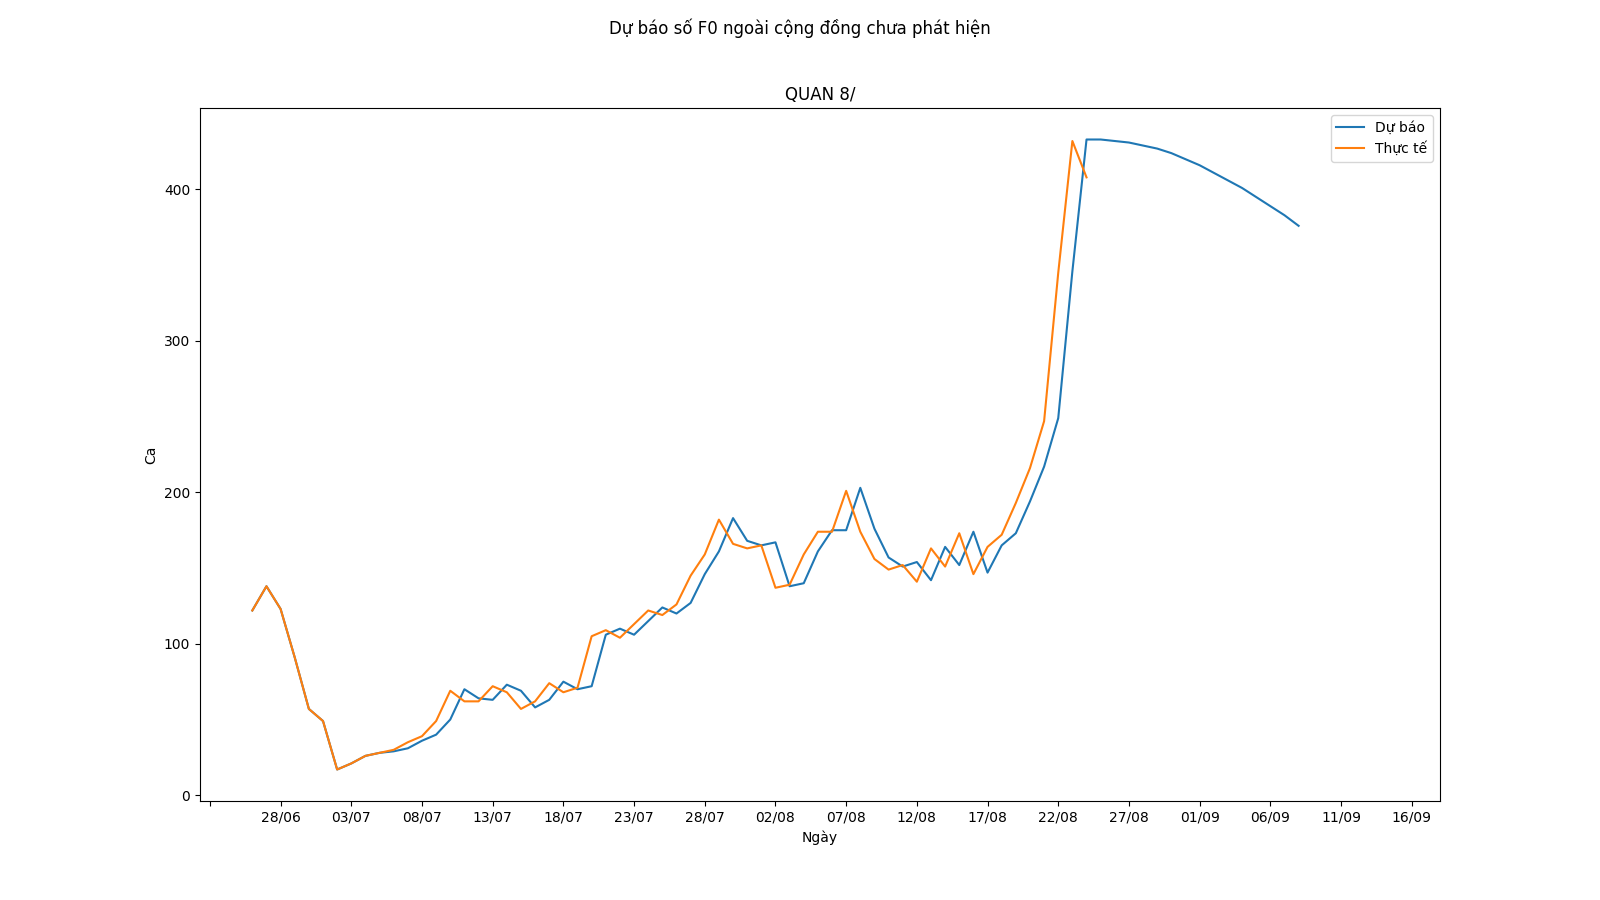 Dự báo số F0 ngoài cộng đồng chưa phát hiện
QUAN 8/
Dự báo
Thực tế
400
300
200
100
0
Ca
28/06 03/07 08/07 13/07 18/07 23/07 28/07 02/08 07/08 12/08 17/08 22/08 27/08 01/09 06/09 11/09 16/09
Ngày